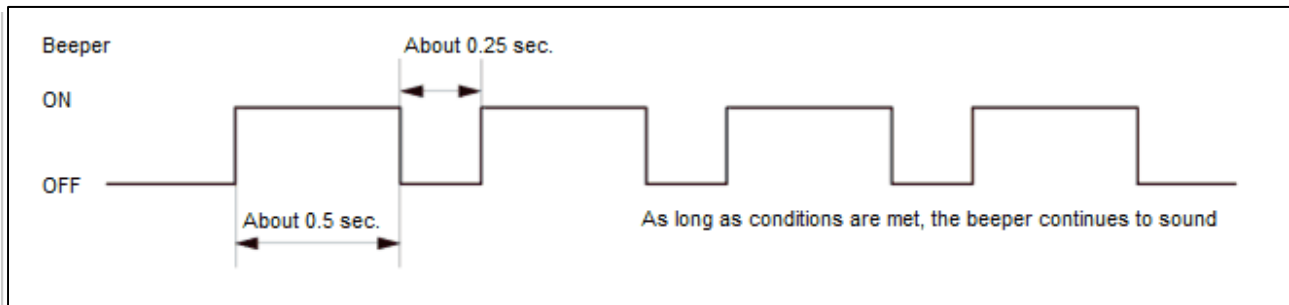 Beeper
About 0.25 sec.
ON
OFF
About 0.5 sec.
As long as conditions are met, the beeper continues to sound